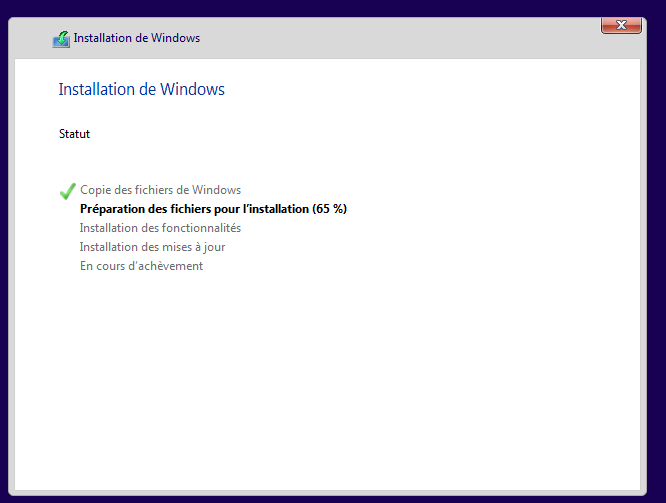 Installation de Windows
Installation de Windows
Statut
Copie des fichiers de Windows
Préparation des fichiers pour l'installation (65 %)
Installation des fonctionnalités
Installation des mises à jour
En cours d'achèvement